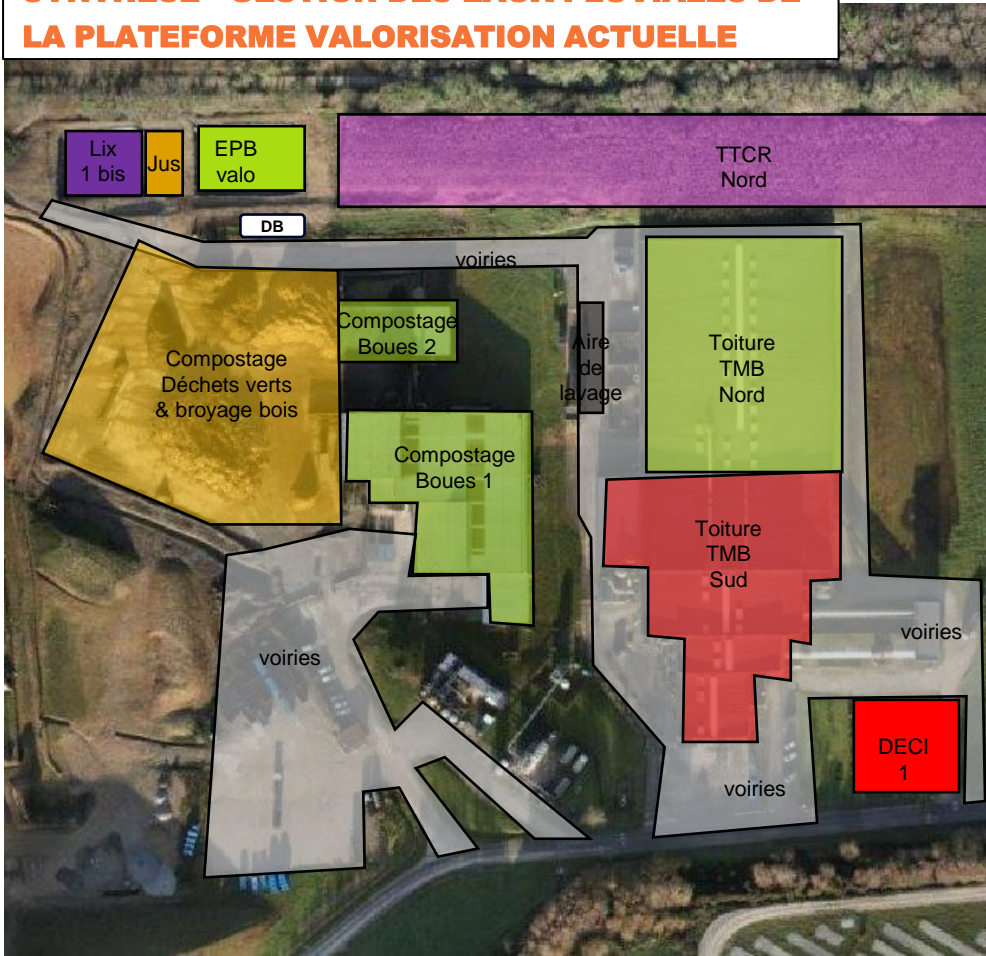 LA PLATEFORME VALORISATION ACTUELLE
Lix
1 bis
Jus
EPB
valo
TTCR
Nord
DB
voiries
Compostage
Boues 2
Aire
de
lavage
Toiture
TMB
Nord
Compostage
Déchets verts
& broyage bois
Compostage
Boues 1
Toiture
TMB
Sud
voiries
voiries
DECI
1
voiries